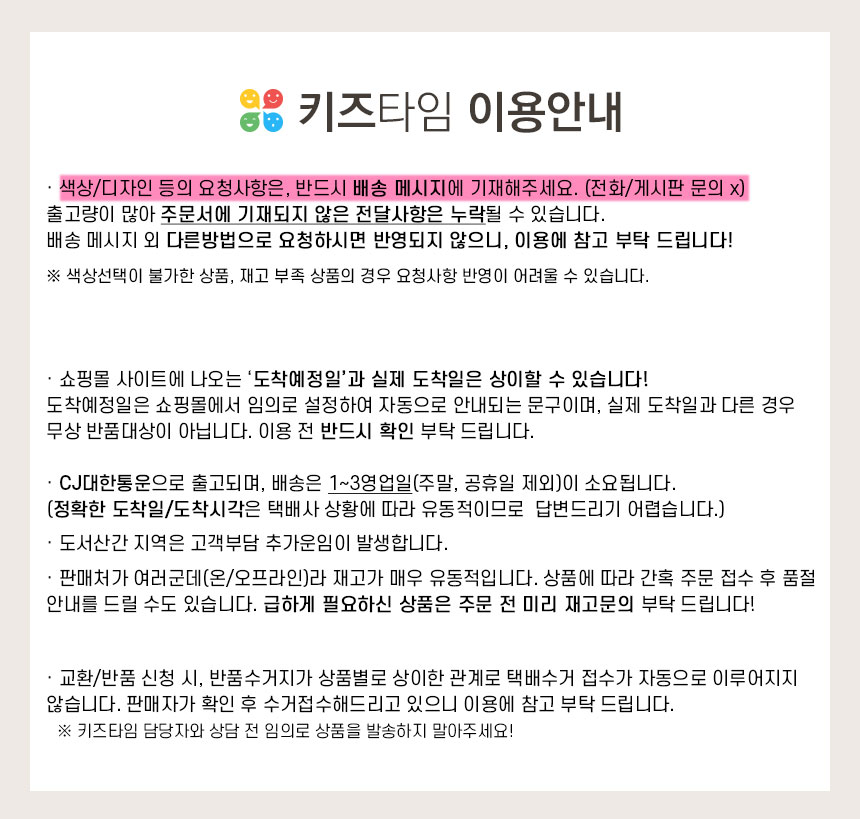 키즈타임 이용안내
· 색상/디자인 등의 요청사항은, 반드시 배송 메시지에 기재해주세요. (전화/게시판 문의 x)
출고량이 많아 주문서에 기재되지 않은 전달사항은 누락될 수 있습니다.
배송 메시지 외 다른방법으로 요청하시면 반영되지 않으니, 이용에 참고 부탁 드립니다!
※ 색상선택이 불가한 상품, 재고 부족 상품의 경우 요청사항 반영이 어려울 수 있습니다.
· 쇼핑몰 사이트에 나오는 ‘도착예정일’과 실제 도착일은 상이할 수 있습니다!
도착예정일은 쇼핑몰에서 임의로 설정하여 자동으로 안내되는 문구이며, 실제 도착일과 다른 경우
무상 반품대상이 아닙니다. 이용 전 반드시 확인 부탁 드립니다.
· CJ대한통운으로 출고되며, 배송은 1~3영업일(주말, 공휴일 제외)이 소요됩니다.
(정확한 도착일/도착시각은 택배사 상황에 따라 유동적이므로 답변드리기 어렵습니다.)
· 도서산간 지역은 고객부담 추가운임이 발생합니다.
· 판매처가 여러군데(온/오프라인)라 재고가 매우 유동적입니다. 상품에 따라 간혹 주문 접수 후 품절
안내를 드릴 수도 있습니다. 급하게 필요하신 상품은 주문 전 미리 재고문의 부탁 드립니다!
· 교환/반품 신청 시, 반품수거지가 상품별로 상이한 관계로 택배수거 접수가 자동으로 이루어지지
않습니다. 판매자가 확인 후 수거접수해드리고 있으니 이용에 참고 부탁 드립니다.
※ 키즈타임 담당자와 상담 전 임의로 상품을 발송하지 말아주세요!